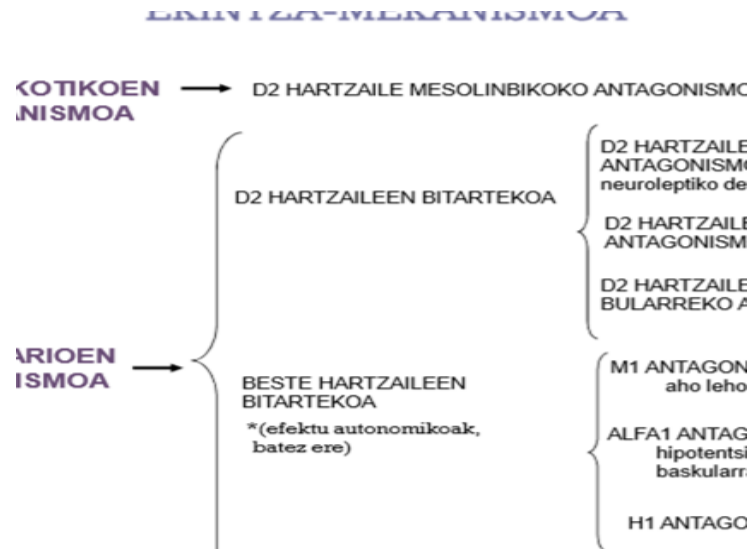 EKINTZA-MEKANISMOA
KOTIKOEN
NISMOA
D2 HARTZAILE MESOLINBIKOKO ANTAGONISMO
D2 HARTZAILEEN BITARTEKOA
D2 HARTZAILE
ANTAGONISMO
neuroleptiko de
D2 HARTZAILE
ANTAGONISM
D2 HARTZAILE
BULARREKO A
ARIOEN
ISMOA
BESTE HARTZAILEEN
BITARTEKOA
*(efektu autonomikoak,
batez ere)
M1 ANTAGON
aho leho
ALFA1 ANTAG
hipotentsi
baskularra
H1 ANTAGO